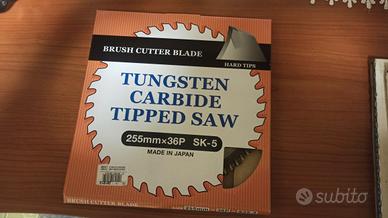 BRUSH CUTTER BLADE
HARD TIPS
TUNGSTEN
CARBIDE
TIPPED SAW
255mm×36P SK-5
MADE IN JAPAN
BRUSH CUTTER BLADE
subito